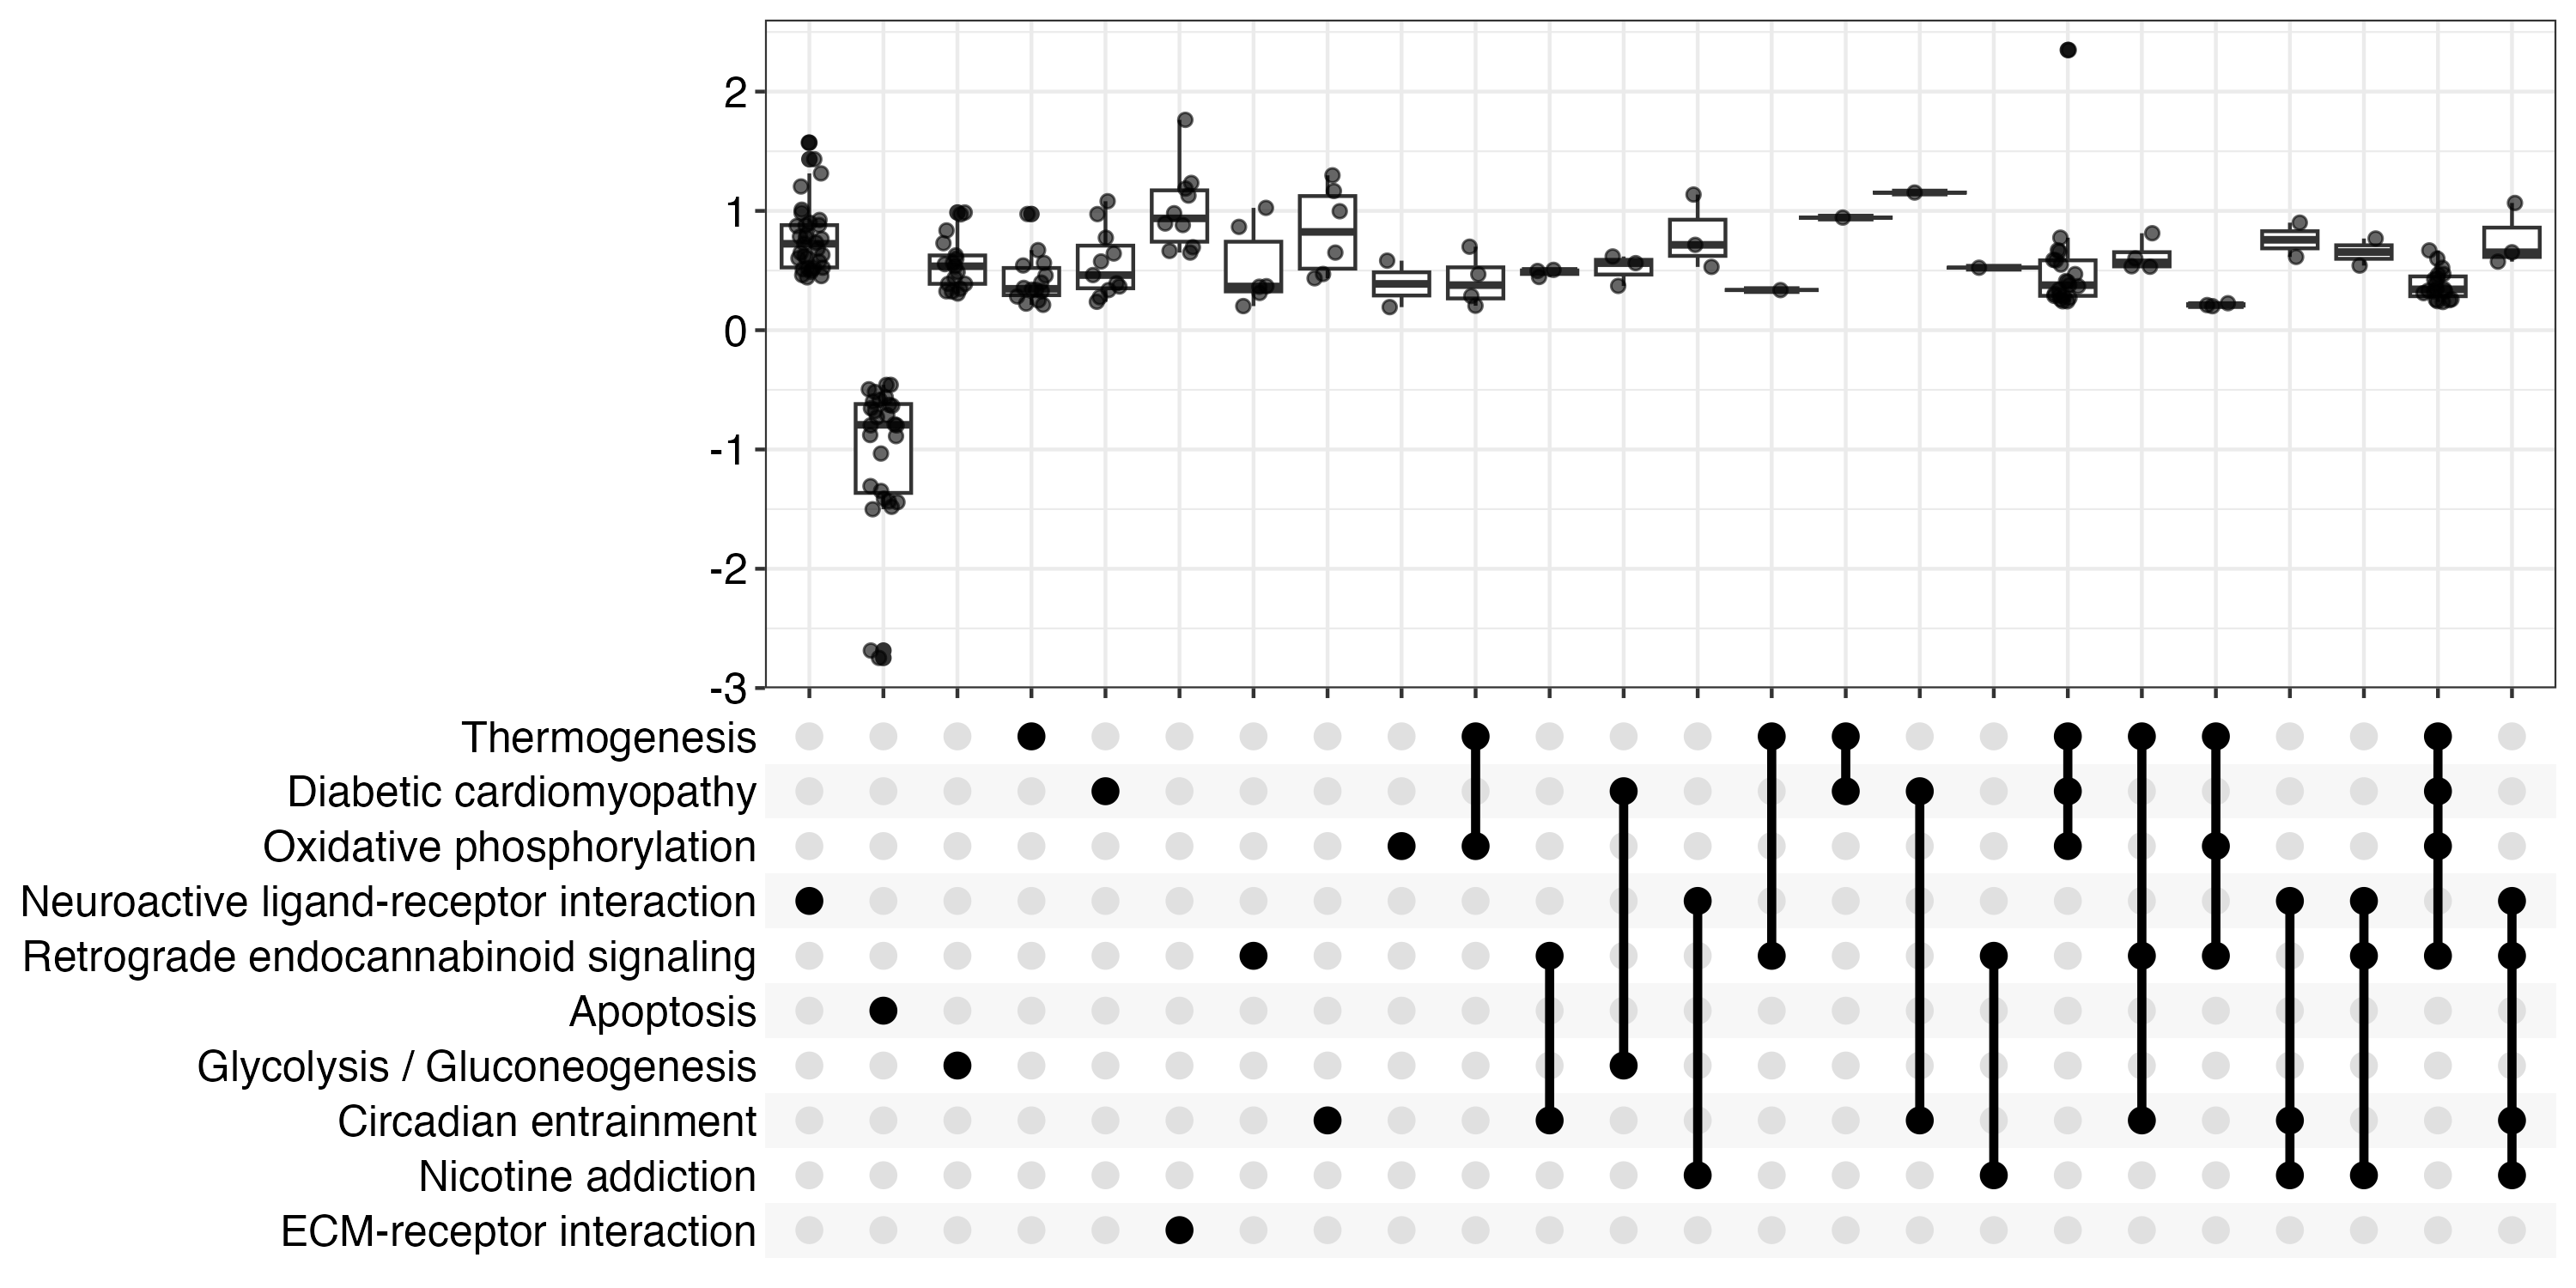 2
1
0
-1
-2
-3
Thermogenesis
Diabetic cardiomyopathy
Oxidative phosphorylation
Neuroactive ligand-receptor interaction
Retrograde endocannabinoid signaling
Apoptosis
Glycolysis / Gluconeogenesis
Circadian entrainment
Nicotine addiction
ECM-receptor interaction